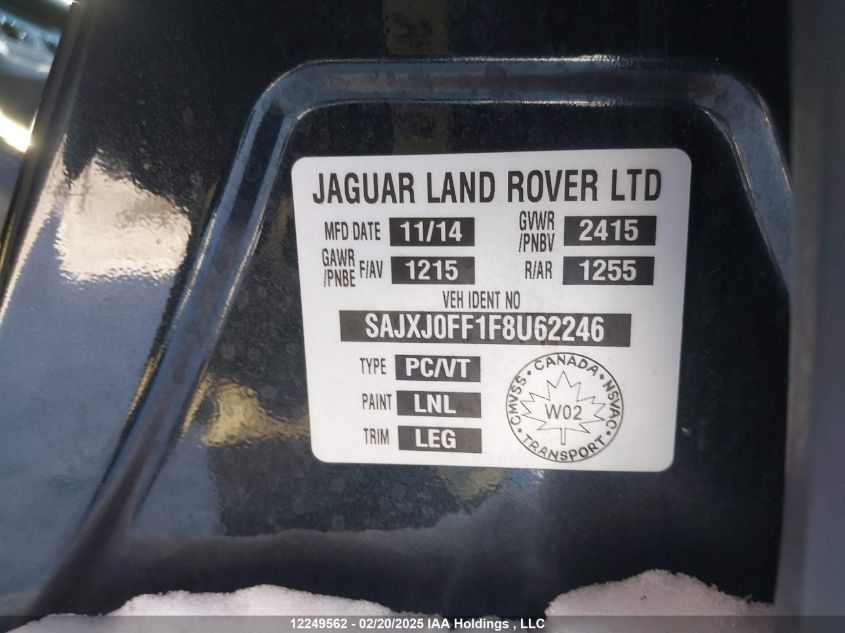 JAGUAR LAND ROVER LTD
MFD DATE 11/14 GVWR /PNBV 2415
GAWR /PNBE F/AV 1215 R/AR 1255
VEH IDENT NO
SAJXJ0FF1F8U62246
TYPE PC/VT
PAINT LNL
TRIM LEG
CANADA
CMVSS NSVAC
W02
TRANSPORT
12249562 - 02/20/2025 IAA Holdings , LLC